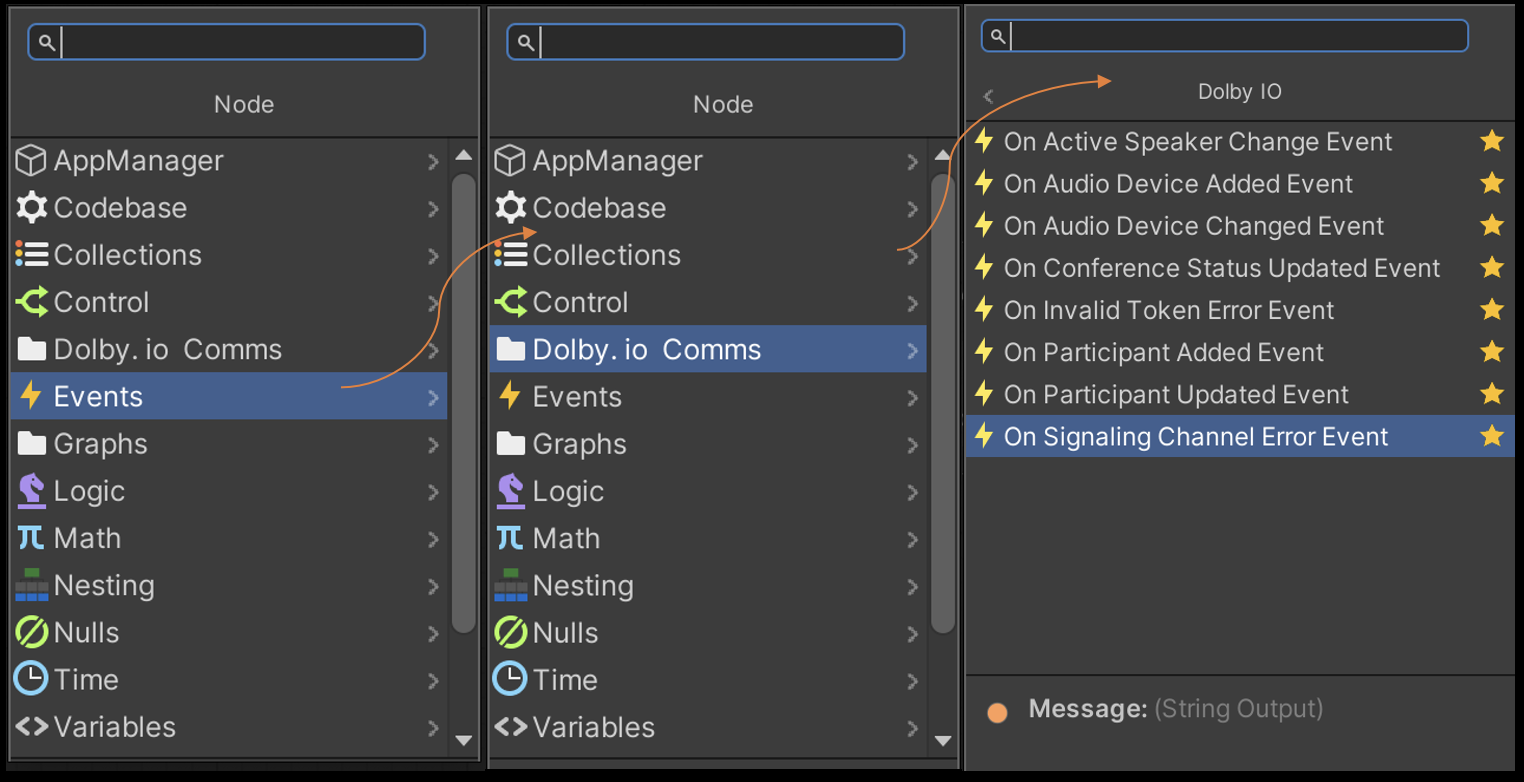 Node
AppManager
Codebase
Collections
Control
Dolby.io Comms
Events
Graphs
Logic
Math
Nesting
Nulls
Time
Variables
Node
AppManager
Codebase
Collections
Control
Dolby.io Comms
Events
Graphs
Logic
Math
Nesting
Nulls
Time
Variables
Dolby IO
On Active Speaker Change Event
On Audio Device Added Event
On Audio Device Changed Event
On Conference Status Updated Event
On Invalid Token Error Event
On Participant Added Event
On Participant Updated Event
On Signaling Channel Error Event
Message: (String Output)